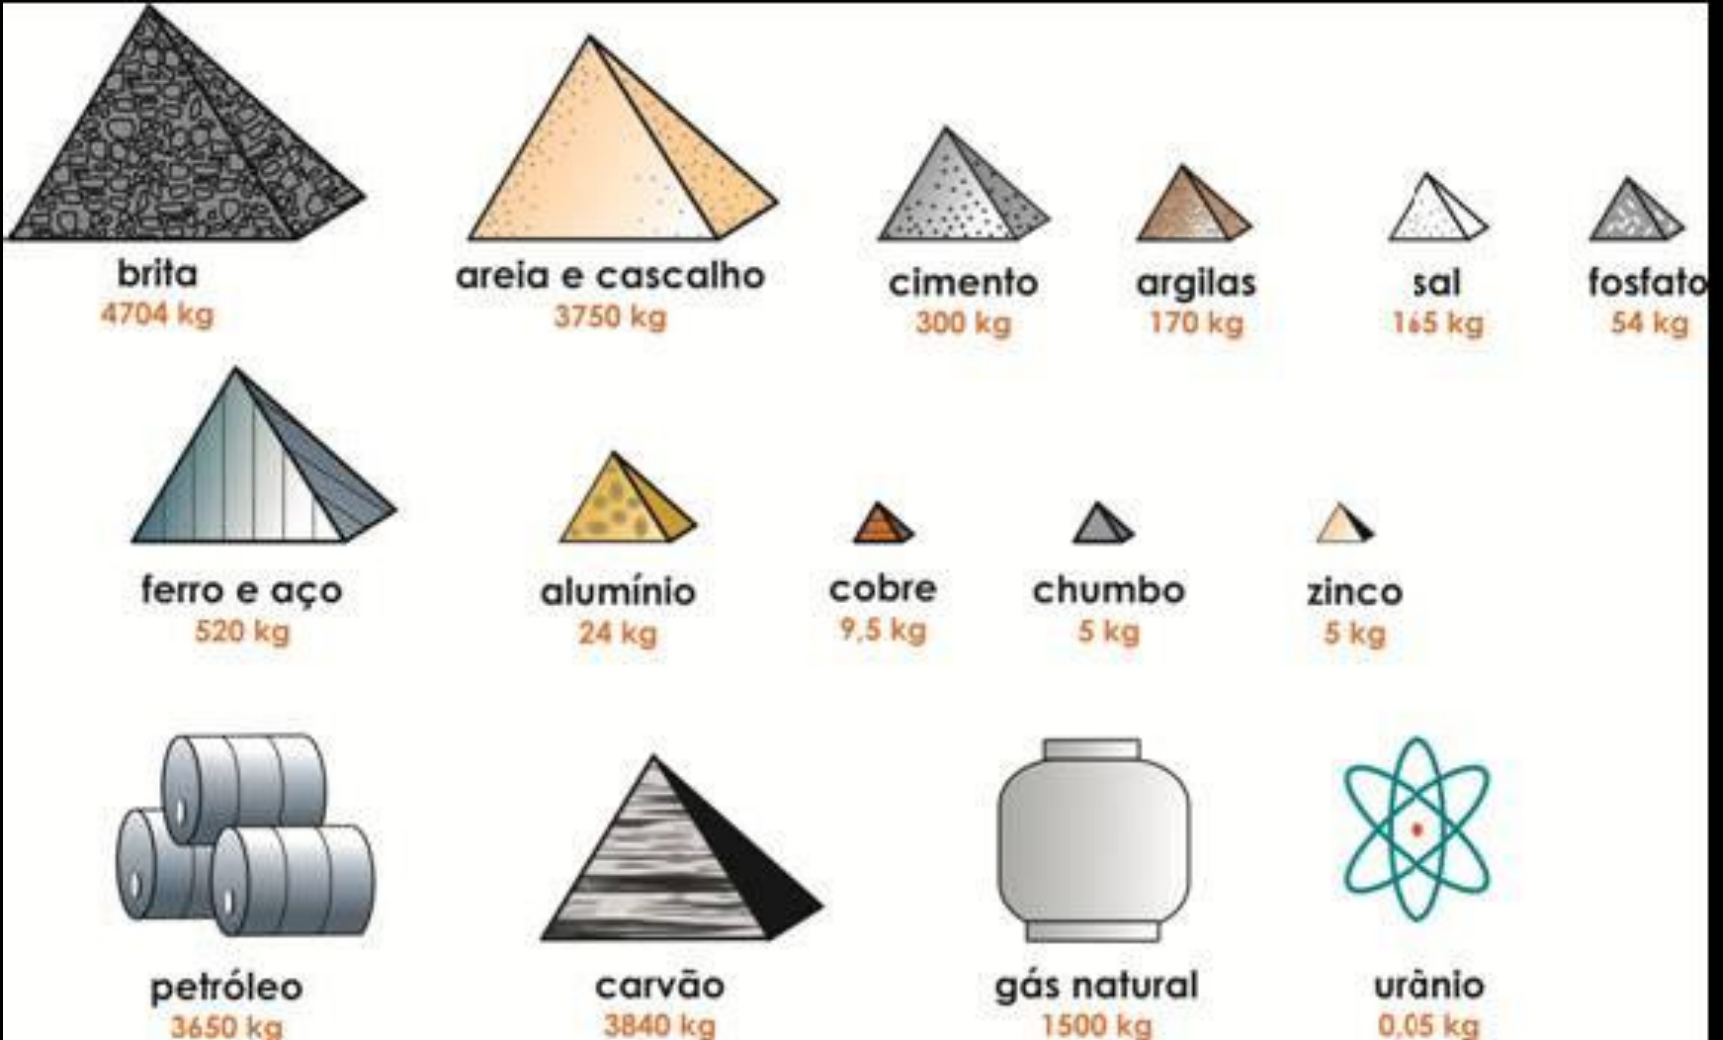 brita
4704 kg
areia e cascalho
3750 kg
cimento
300 kg
argilas
170 kg
sal
165 kg
fosfato
54 kg
ferro e aço
520 kg
alumínio
24 kg
cobre
9,5 kg
chumbo
5 kg
zinco
5 kg
petróleo
3650 kg
carvão
3840 kg
gás natural
1500 kg
urânio
0,05 kg